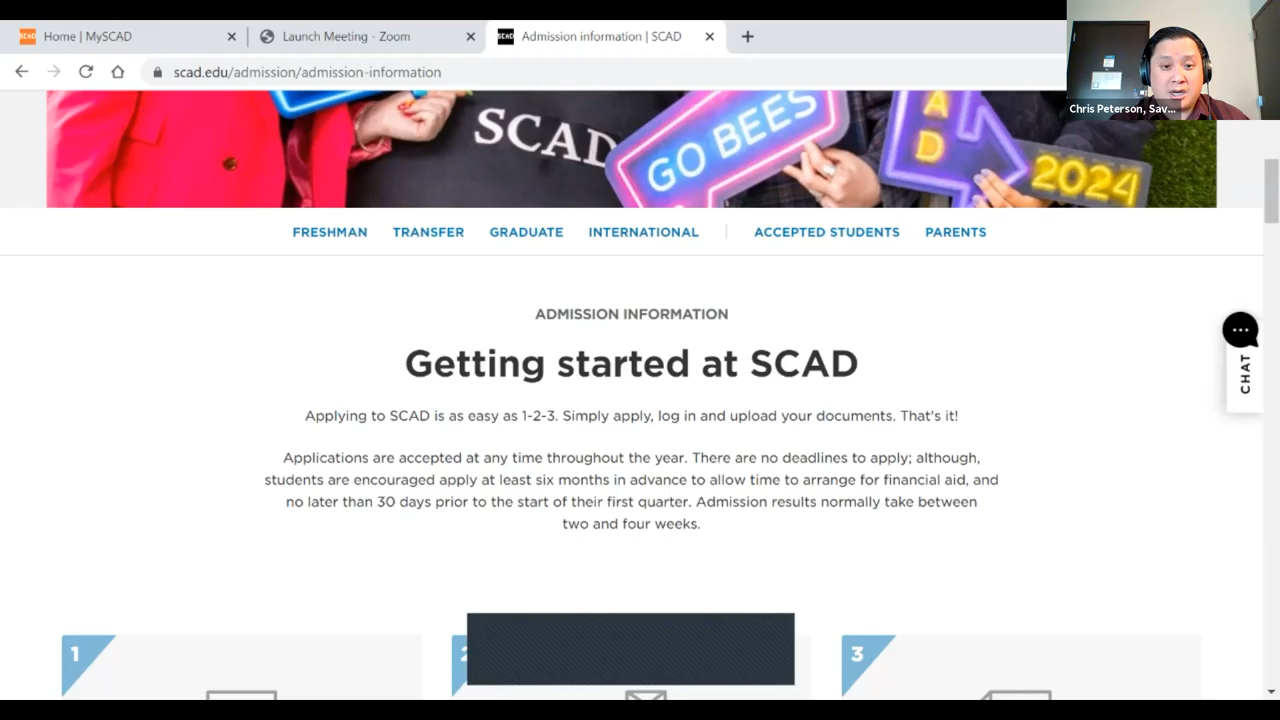 Home | MySCAD
Launch Meeting - Zoom
Admission information | SCAD
scad.edu/admission/admission-information
Chris Peterson, Sav...
SCAD
GO BEES
AD
2024
FRESHMAN TRANSFER GRADUATE INTERNATIONAL | ACCEPTED STUDENTS PARENTS
ADMISSION INFORMATION
Getting started at SCAD
Applying to SCAD is as easy as 1-2-3. Simply apply, log in and upload your documents. That's it!
Applications are accepted at any time throughout the year. There are no deadlines to apply; although,
students are encouraged apply at least six months in advance to allow time to arrange for financial aid, and
no later than 30 days prior to the start of their first quarter. Admission results normally take between
two and four weeks.
CHAT
1
2
3